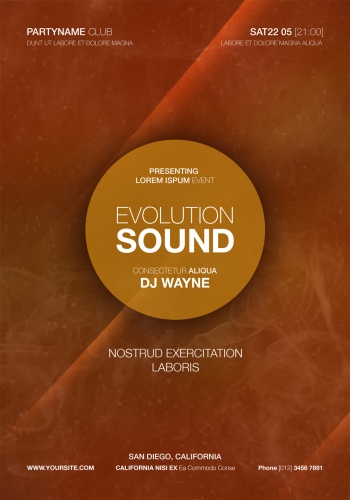 PARTYNAME CLUB
DUNT UT LABORE ET DOLORE MAGNA
SAT22 05 [21:00]
LABORE ET DOLORE MAGNA ALIQUA
PRESENTING
LOREM ISPUM EVENT
EVOLUTION
SOUND
CONSECTETUR ALIQUA
DJ WAYNE
NOSTRUD EXERCITATION
LABORIS
SAN DIEGO, CALIFORNIA
WWW.YOURSITE.COM
CALIFORNIA NISI EX Ea Commodo Conse
Phone [012] 3456 7891